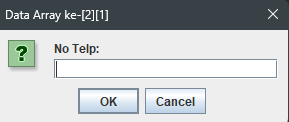 Data Array ke-[2][1]
No Telp:
?
OK
Cancel